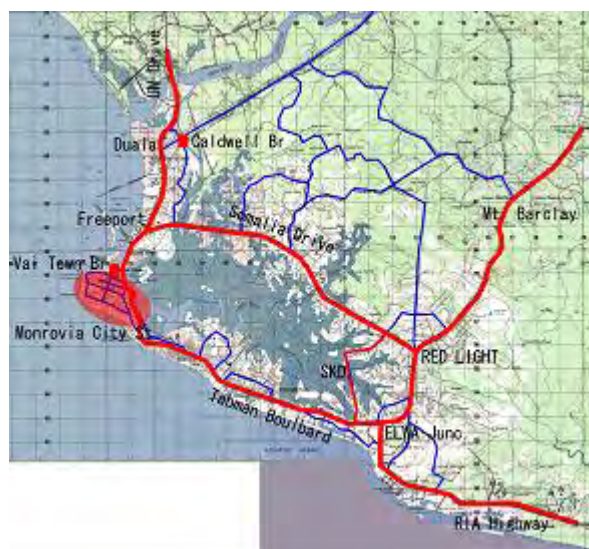 UN Drive
Duala
Caldwell Br
Freeport
Somalia Drive
Mt. Barclay
Vai Town Br
Monrovia City St
RED LIGHT
SKD
Tubman Boulbard
ELWA Junc.
RIA Highway